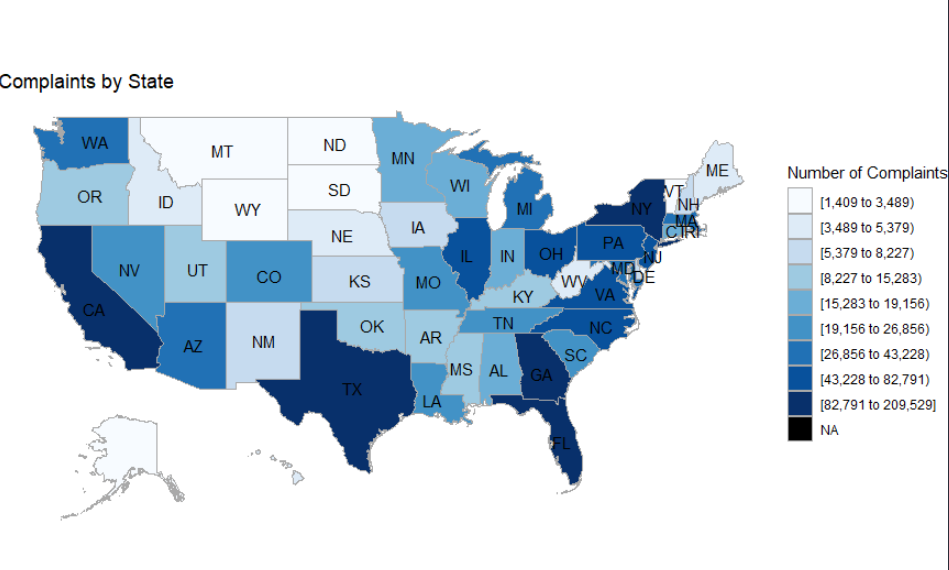 Complaints by State
WA
MT
ND
MN
ME
OR
ID
SD
WI
VT
NH
WY
MI
NY
MA
CTRI
IA
NE
PA
NV
UT
CO
KS
MO
IL
IN
OH
NJ
MD
DE
WV
VA
KY
CA
AZ
NM
OK
AR
TN
NC
SC
MS
AL
GA
TX
LA
FL
Number of Complaints
[1,409 to 3,489)
[3,489 to 5,379)
[5,379 to 8,227)
[8,227 to 15,283)
[15,283 to 19,156)
[19,156 to 26,856)
[26,856 to 43,228)
[43,228 to 82,791)
[82,791 to 209,529]
NA